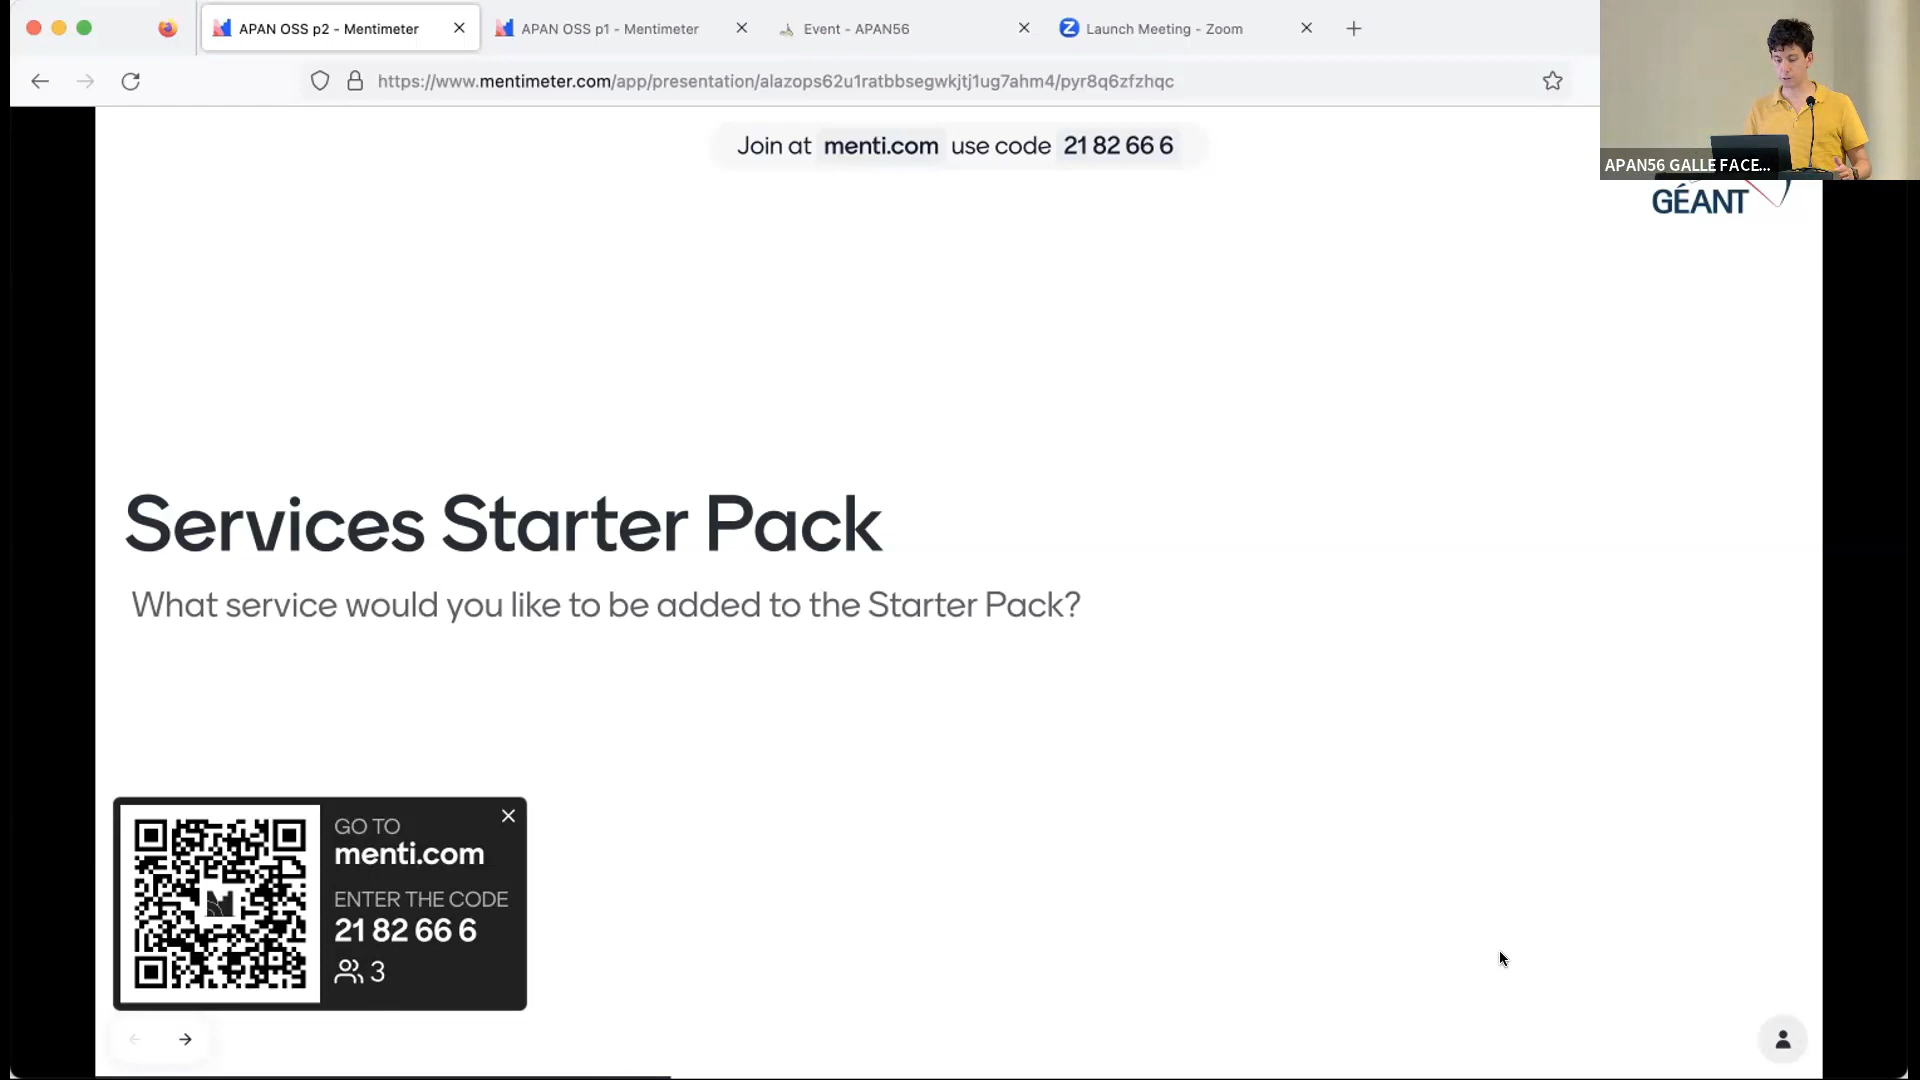 APAN OSS p2 - Mentimeter
APAN OSS p1 - Mentimeter
Event - APAN56
Launch Meeting - Zoom
https://www.mentimeter.com/app/presentation/alazops62u1ratbbsegwkjtj1ug7ahm4/pyr8q6zfzhqc
Join at menti.com use code 21 82 66 6
APAN56 GALLE FACE...
GÉANT
Services Starter Pack
What service would you like to be added to the Starter Pack?
GO TO
menti.com
ENTER THE CODE
21 82 66 6
3